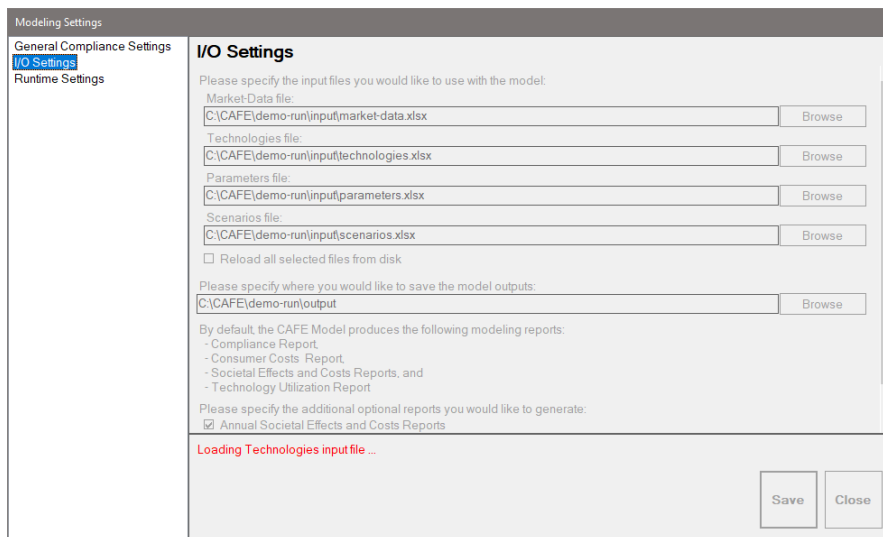 Modeling Settings
General Compliance Settings
I/O Settings
Runtime Settings
I/O Settings
Please specify the input files you would like to use with the model:
Market-Data file:
C:\CAFE\demo-run\input\market-data.xlsx
Browse
Technologies file:
C:\CAFE\demo-run\input\technologies.xlsx
Browse
Parameters file:
C:\CAFE\demo-run\input\parameters.xlsx
Browse
Scenarios file:
C:\CAFE\demo-run\input\scenarios.xlsx
Browse
Reload all selected files from disk
Please specify where you would like to save the model outputs:
C:\CAFE\demo-run\output
Browse
By default, the CAFE Model produces the following modeling reports:
- Compliance Report,
- Consumer Costs Report,
- Societal Effects and Costs Reports, and
- Technology Utilization Report
Please specify the additional optional reports you would like to generate:
Annual Societal Effects and Costs Reports
Loading Technologies input file ...
Save
Close